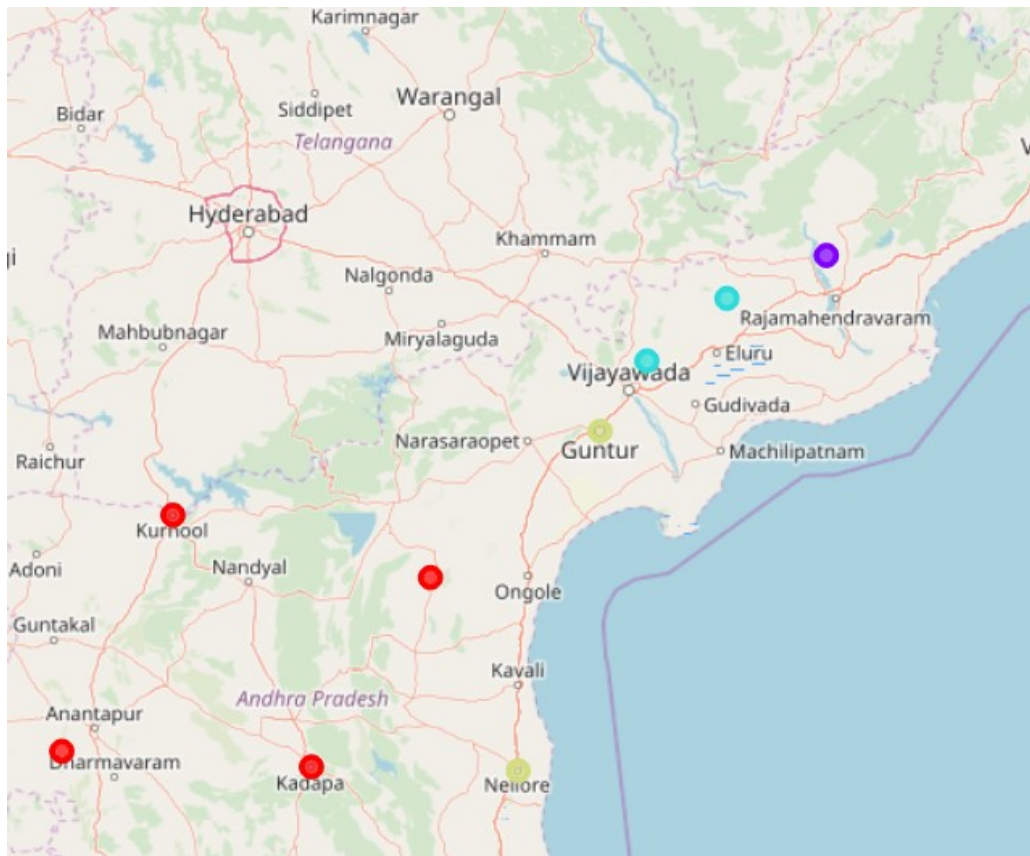 Karimnagar
Warangal
Siddipet
Bidar
Telangana
Hyderabad
Khammam
Nalgonda
Rajamahendravaram
Mahbubnagar
Miryalaguda
Eluru
Vijayawada
Gudivada
Narasaraopet
Guntur
Machilipatnam
Raichur
Kurnool
Adoni
Nandyal
Ongole
Guntakal
Kavali
Andhra Pradesh
Anantapur
Dharmavaram
Kadapa
Nellore